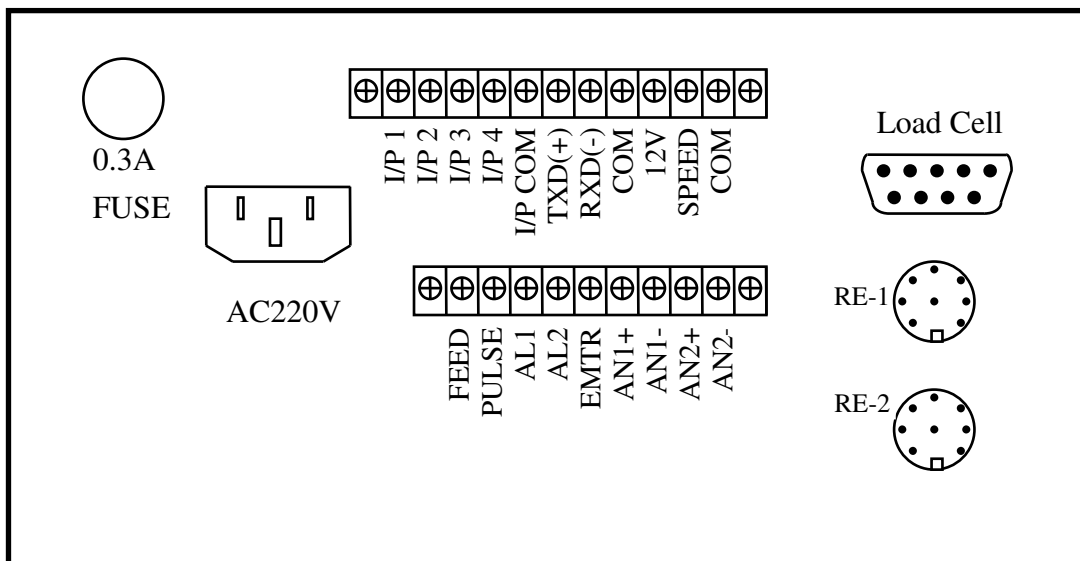 0.3A
FUSE
AC220V
I/P 1
I/P 2
I/P 3
I/P 4
I/P COM
TXD(+)
RXD(-)
COM
12V
SPEED
COM
FEED
PULSE
AL1
AL2
EMTR
AN1+
AN1-
AN2+
AN2-
Load Cell
RE-1
RE-2